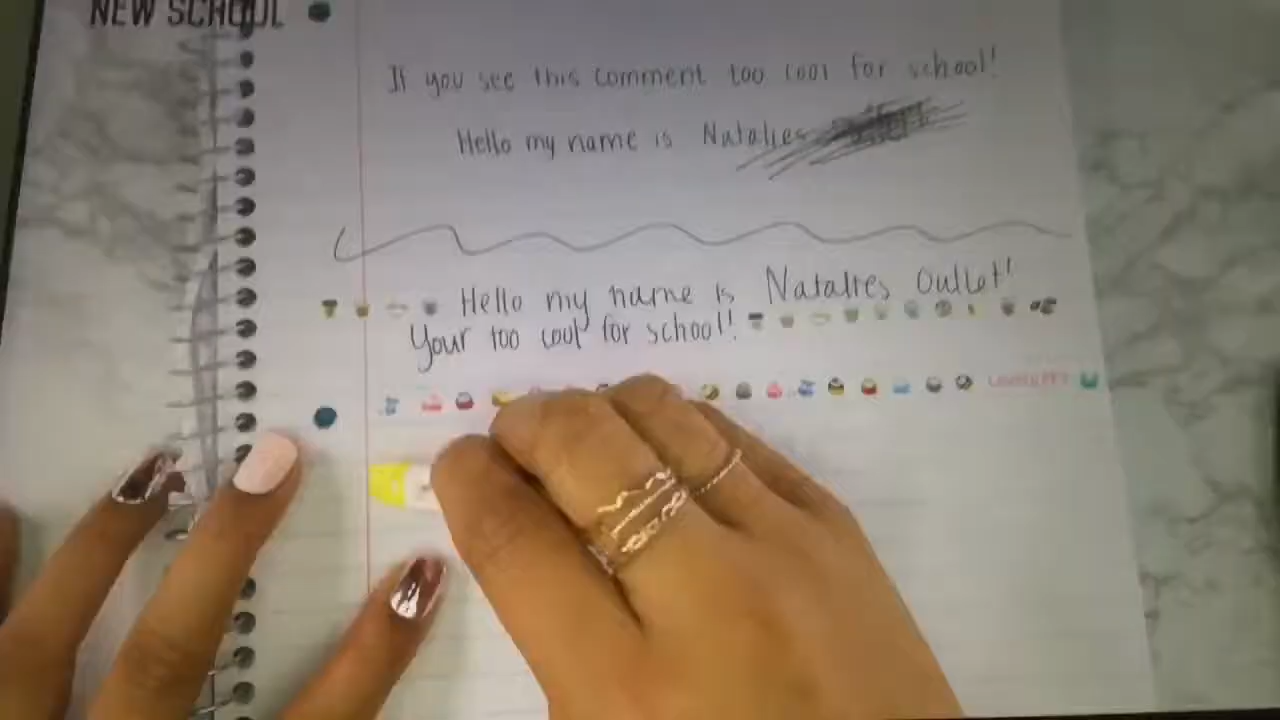 NEW SCHOOL
If you see this comment too cool for school!
Hello my name is Natalies
Hello my name is Natalies Outlet!
Your too cool for school!!